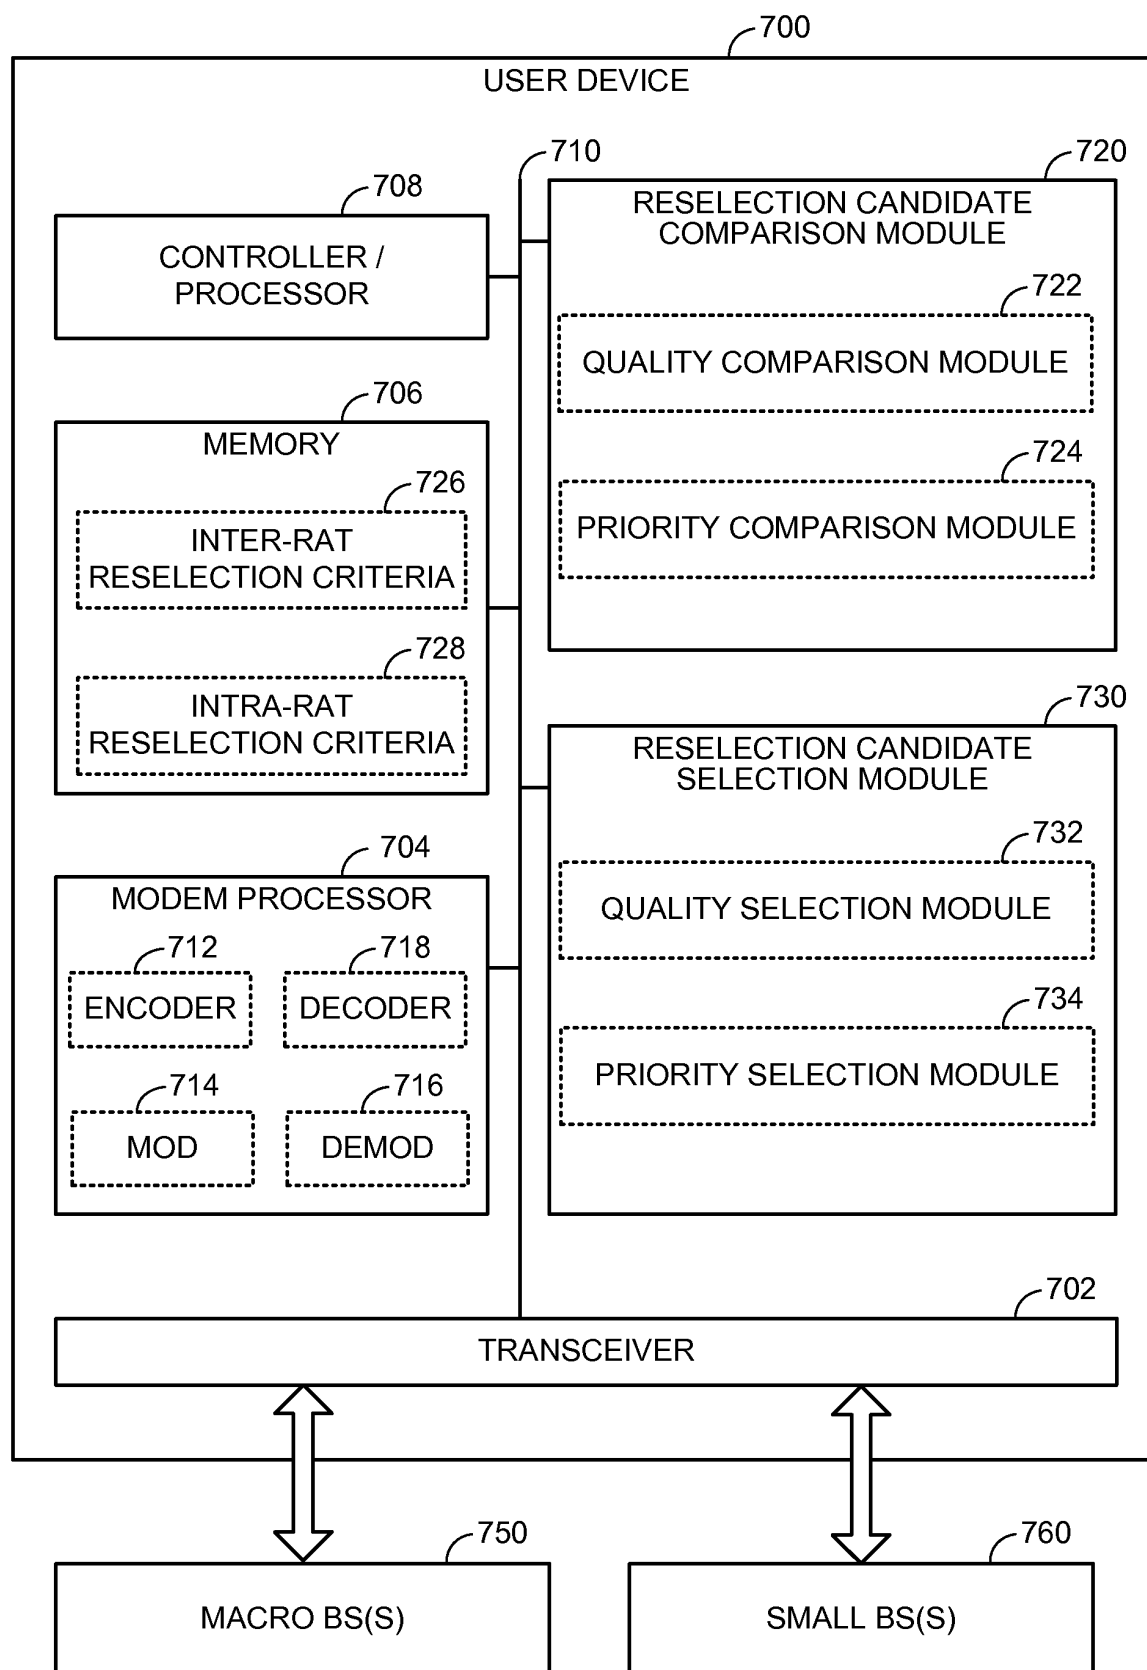 700
USER DEVICE
710
708
CONTROLLER /
PROCESSOR
720
RESELECTION CANDIDATE
COMPARISON MODULE
722
QUALITY COMPARISON MODULE
724
PRIORITY COMPARISON MODULE
706
MEMORY
726
INTER-RAT
RESELECTION CRITERIA
728
INTRA-RAT
RESELECTION CRITERIA
730
RESELECTION CANDIDATE
SELECTION MODULE
732
QUALITY SELECTION MODULE
734
PRIORITY SELECTION MODULE
704
MODEM PROCESSOR
712
ENCODER
718
DECODER
714
MOD
716
DEMOD
702
TRANSCEIVER
750
MACRO BS(S)
760
SMALL BS(S)